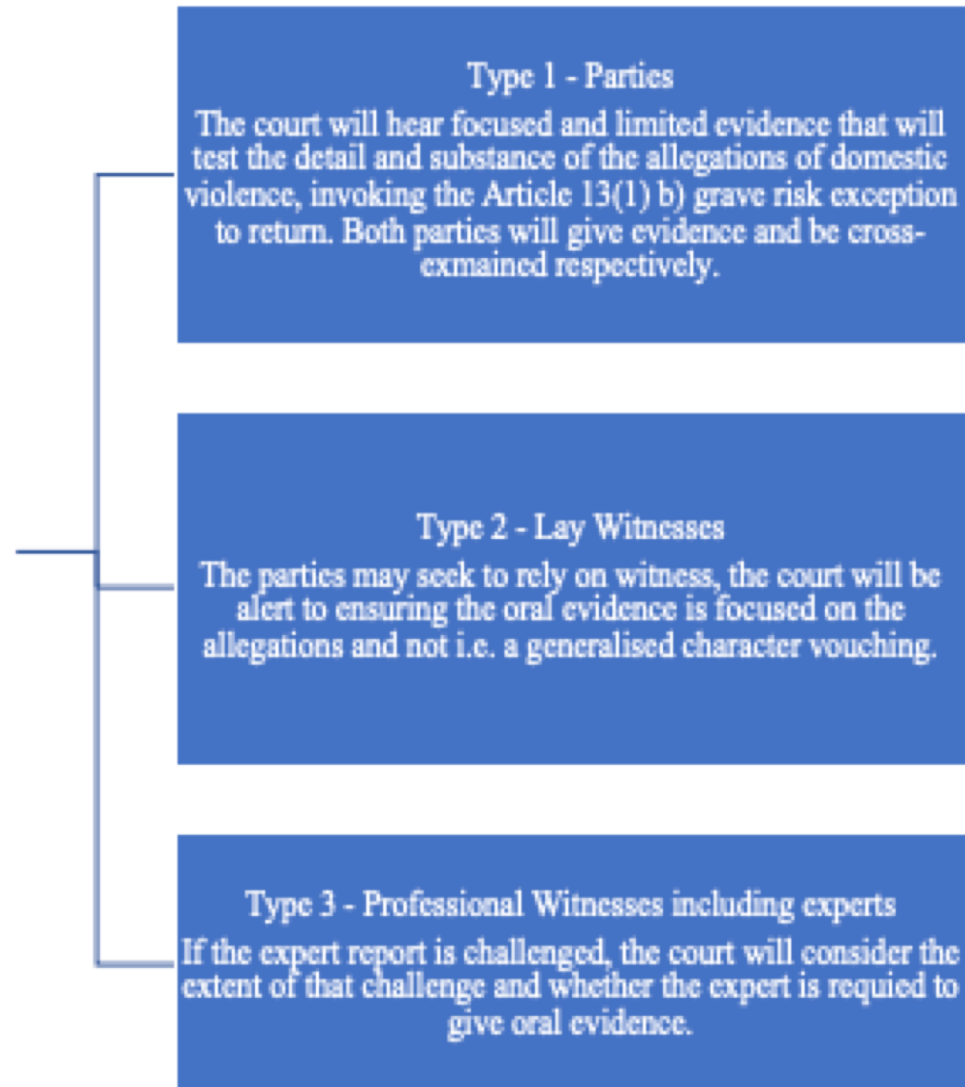 Type 1 - Parties
The court will hear focused and limited evidence that will
test the detail and substance of the allegations of domestic
violence, invoking the Article 13(1) b) grave risk exception
to return. Both parties will give evidence and be cross-
exmained respectively.
Type 2 - Lay Witnesses
The parties may seek to rely on witness, the court will be
alert to ensuring the oral evidence is focused on the
allegations and not i.e. a generalised character vouching.
Type 3 - Professional Witnesses including experts
If the expert report is challenged, the court will consider the
extent of that challenge and whether the expert is requied to
give oral evidence.